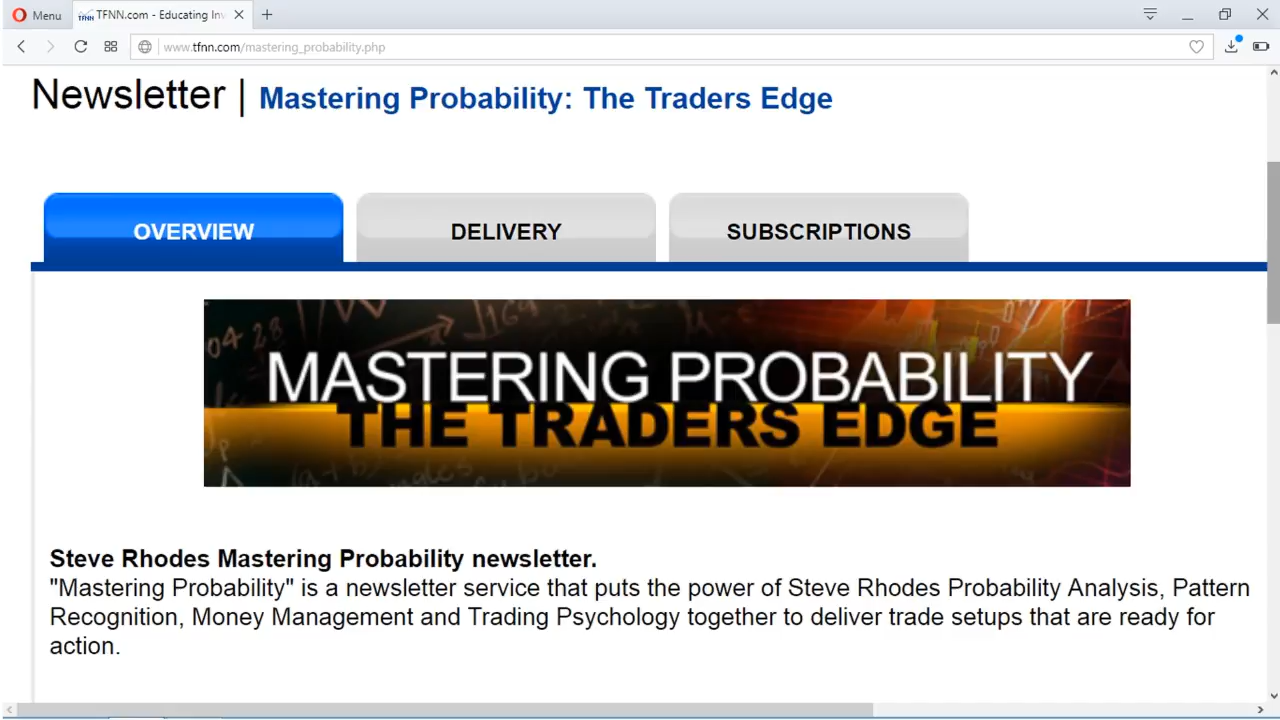 Menu
TFNN.com - Educating Inv
www.tfnn.com/mastering_probability.php
Newsletter | Mastering Probability: The Traders Edge
OVERVIEW
DELIVERY
SUBSCRIPTIONS
MASTERING PROBABILITY
THE TRADERS EDGE
Steve Rhodes Mastering Probability newsletter.
"Mastering Probability" is a newsletter service that puts the power of Steve Rhodes Probability Analysis, Pattern
Recognition, Money Management and Trading Psychology together to deliver trade setups that are ready for
action.